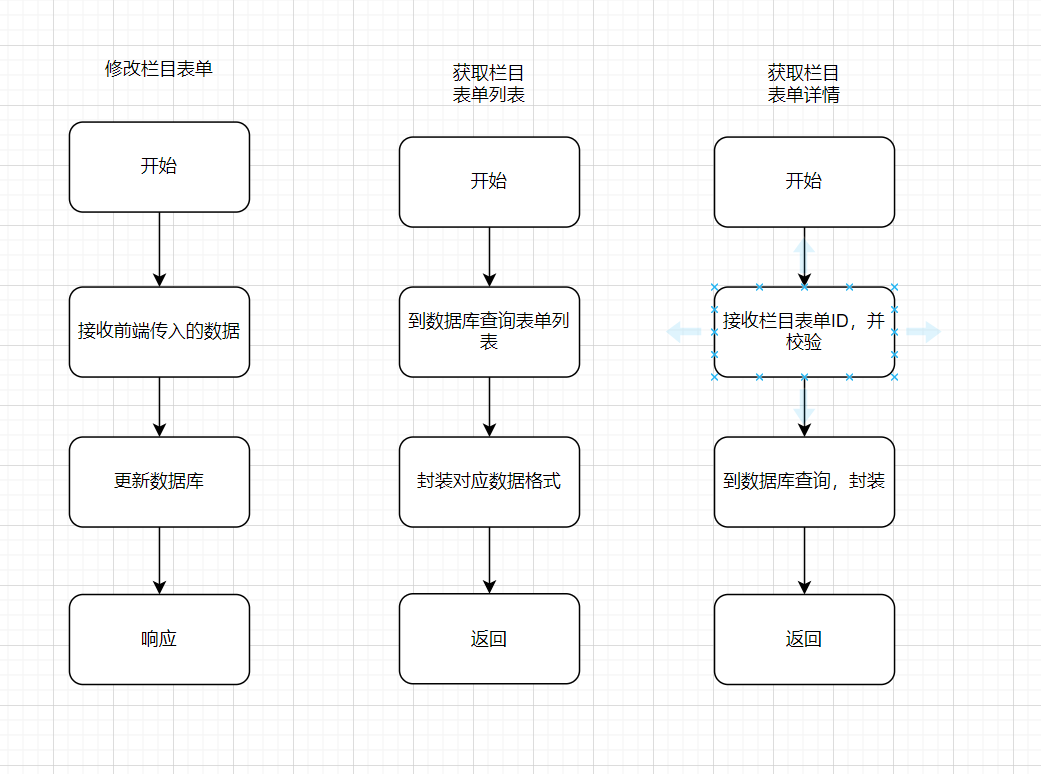 修改栏目表单
开始
接收前端传入的数据
更新数据库
响应
获取栏目
表单列表
开始
到数据库查询表单列
表
封装对应数据格式
返回
获取栏目
表单详情
开始
接收栏目表单ID，并
校验
到数据库查询，封装
返回